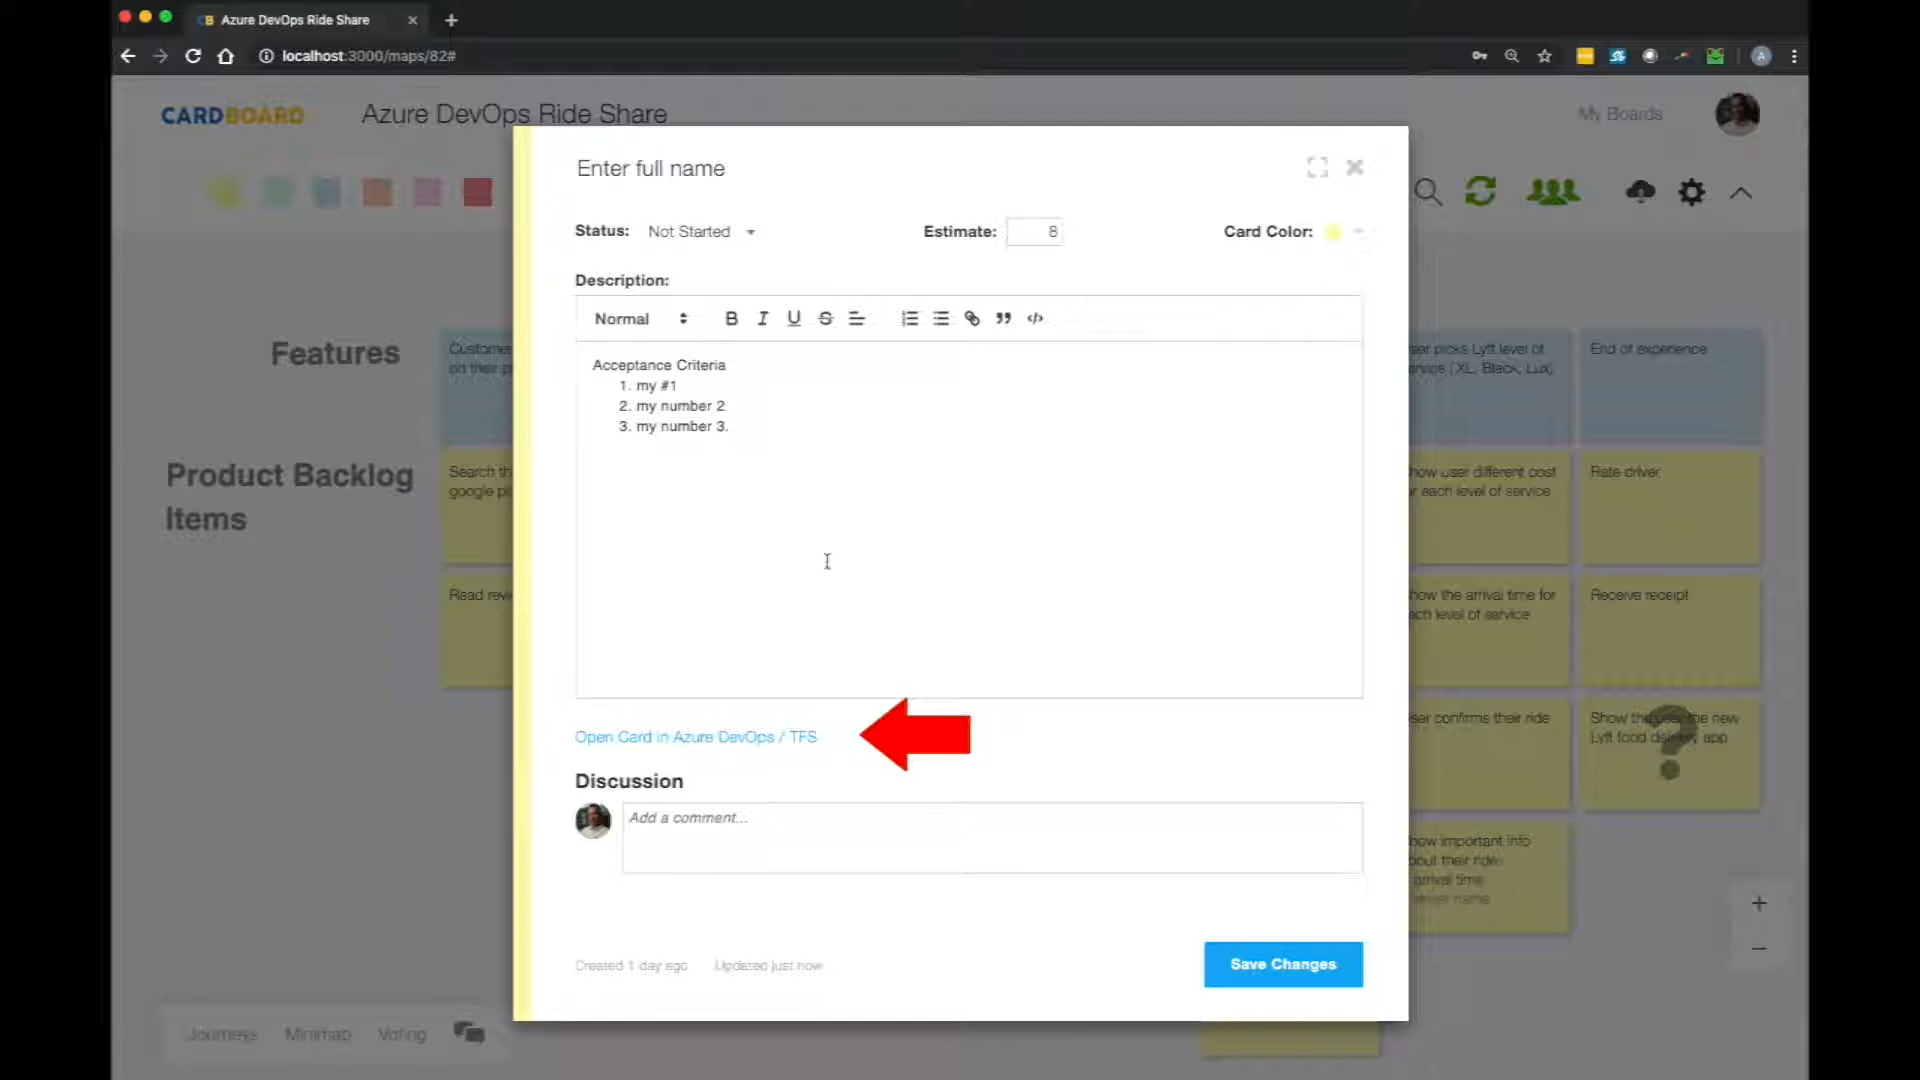 CB Azure DevOps Ride Share
localhost:3000/maps/82#
CARDBOARD
Azure DevOps Ride Share
My Boards
A
Enter full name
Status: Not Started
Estimate: 8
Card Color:
Description:
Normal
B I U S
Acceptance Criteria
1. my #1
2. my number 2
3. my number 3.
Open Card in Azure DevOps / TFS
Discussion
Add a comment...
Created 1 day ago
Updated just now
Save Changes
Features
Product Backlog
Items
Custome
on their p
Search th
google p
Read rev
ser picks Lyft level of
ervice ( XL, Black, Lux)
End of experience
how user different cost
r each level of service
Rate driver
how the arrival time for
ach level of service
Receive receipt
ser confirms their ride
Show the user the new
Lyft food delivery app
?
how important info
bout their ride:
arrival time
name
Journeys
Minimap
Voting
+
−